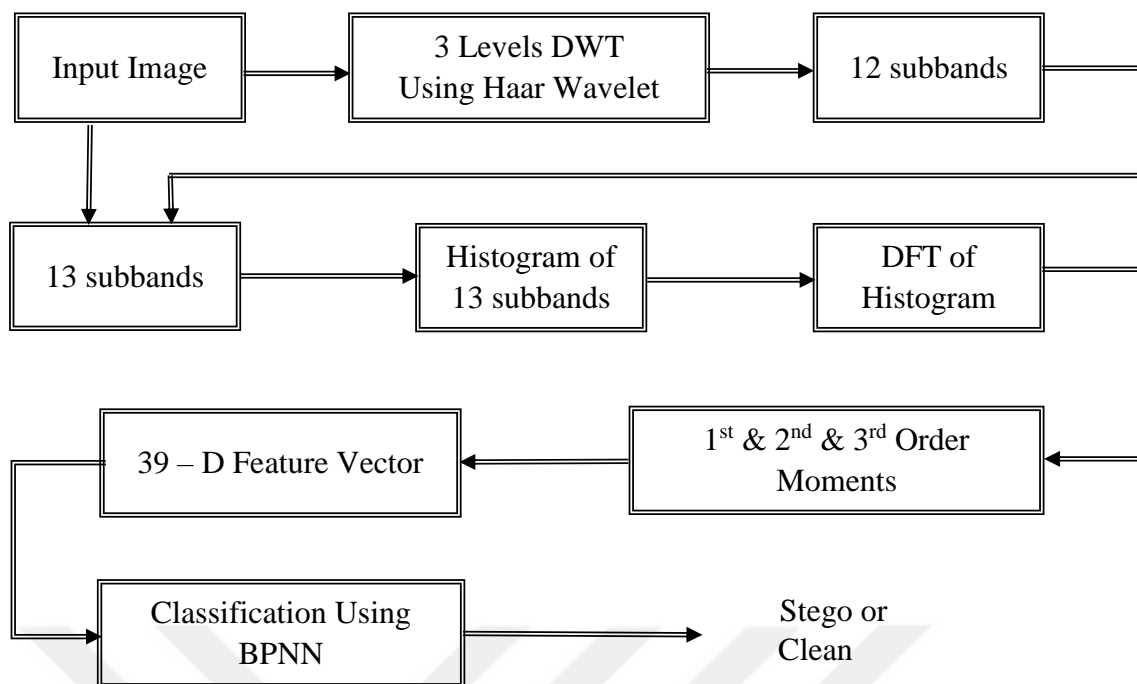 Input Image
3 Levels DWT
Using Haar Wavelet
12 subbands
13 subbands
Histogram of
13 subbands
DFT of
Histogram
39 – D Feature Vector
1st & 2nd & 3rd Order
Moments
Classification Using
BPNN
Stego or
Clean